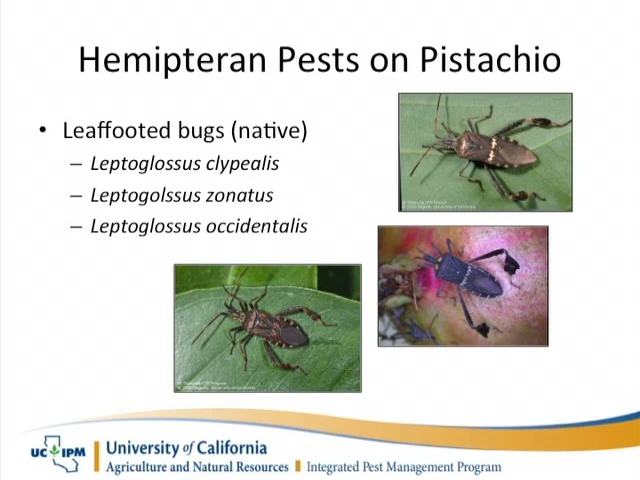 Hemipteran Pests on Pistachio
• Leaffooted bugs (native)
– Leptoglossus clypealis
– Leptogolssus zonatus
– Leptoglossus occidentalis
UC IPM
University of California
Agriculture and Natural Resources
Integrated Pest Management Program